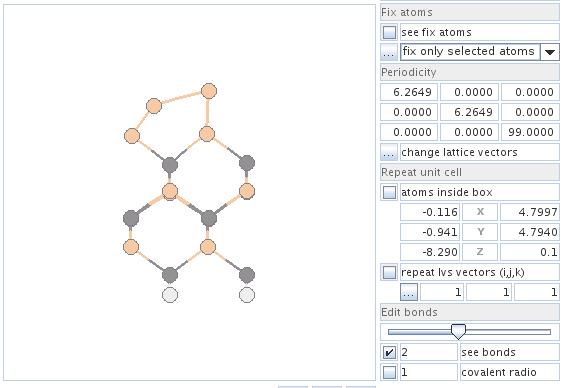 Fix atoms
see fix atoms
... fix only selected atoms
Periodicity
6.2649 0.0000 0.0000
0.0000 6.2649 0.0000
0.0000 0.0000 99.0000
... change lattice vectors
Repeat unit cell
atoms inside box
-0.116 X 4.7997
-0.941 Y 4.7940
-8.290 Z 0.1
repeat lvs vectors (i,j,k)
... 1 1 1
Edit bonds
2 see bonds
1 covalent radio